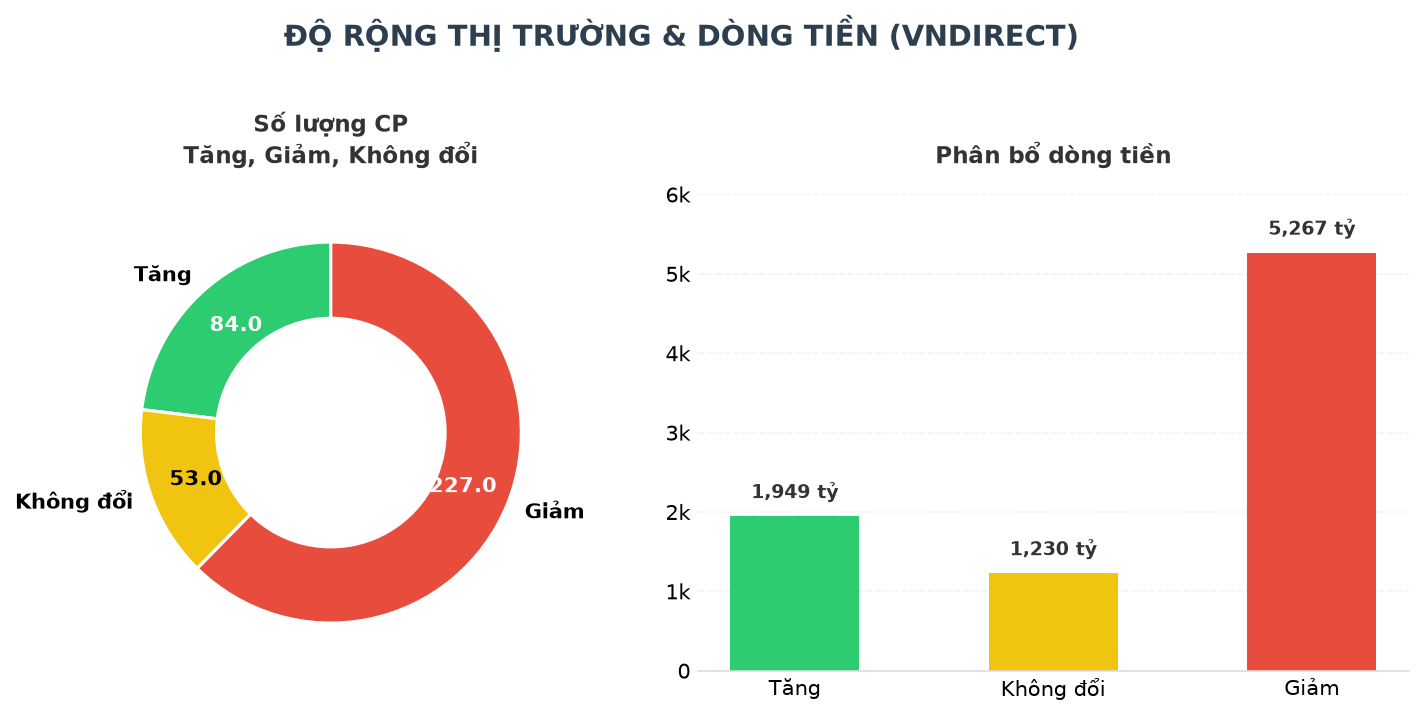 ĐỘ RỘNG THỊ TRƯỜNG & DÒNG TIỀN (VNDIRECT)
Số lượng CP
Tăng, Giảm, Không đổi
Tăng
84.0
Không đổi
53.0
227.0
Giảm
Phân bổ dòng tiền
6k
5k
4k
3k
2k
1k
0
1,949 tỷ
1,230 tỷ
5,267 tỷ
Tăng
Không đổi
Giảm